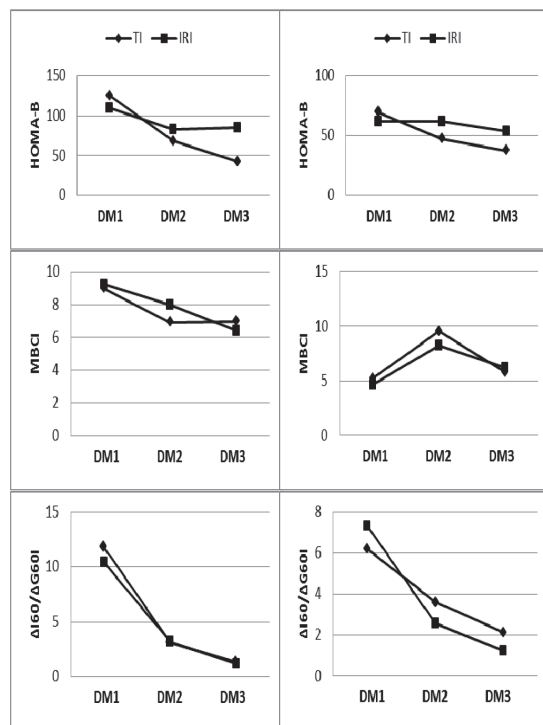 TI IRI
150
100
50
0
HOMA-B
DM1 DM2 DM3
TI IRI
100
50
0
HOMA-B
DM1 DM2 DM3
10
8
6
4
2
0
MBCI
DM1 DM2 DM3
15
10
5
0
MBCI
DM1 DM2 DM3
15
10
5
0
ΔI60/ΔG60I
DM1 DM2 DM3
8
6
4
2
0
ΔI60/ΔG60I
DM1 DM2 DM3